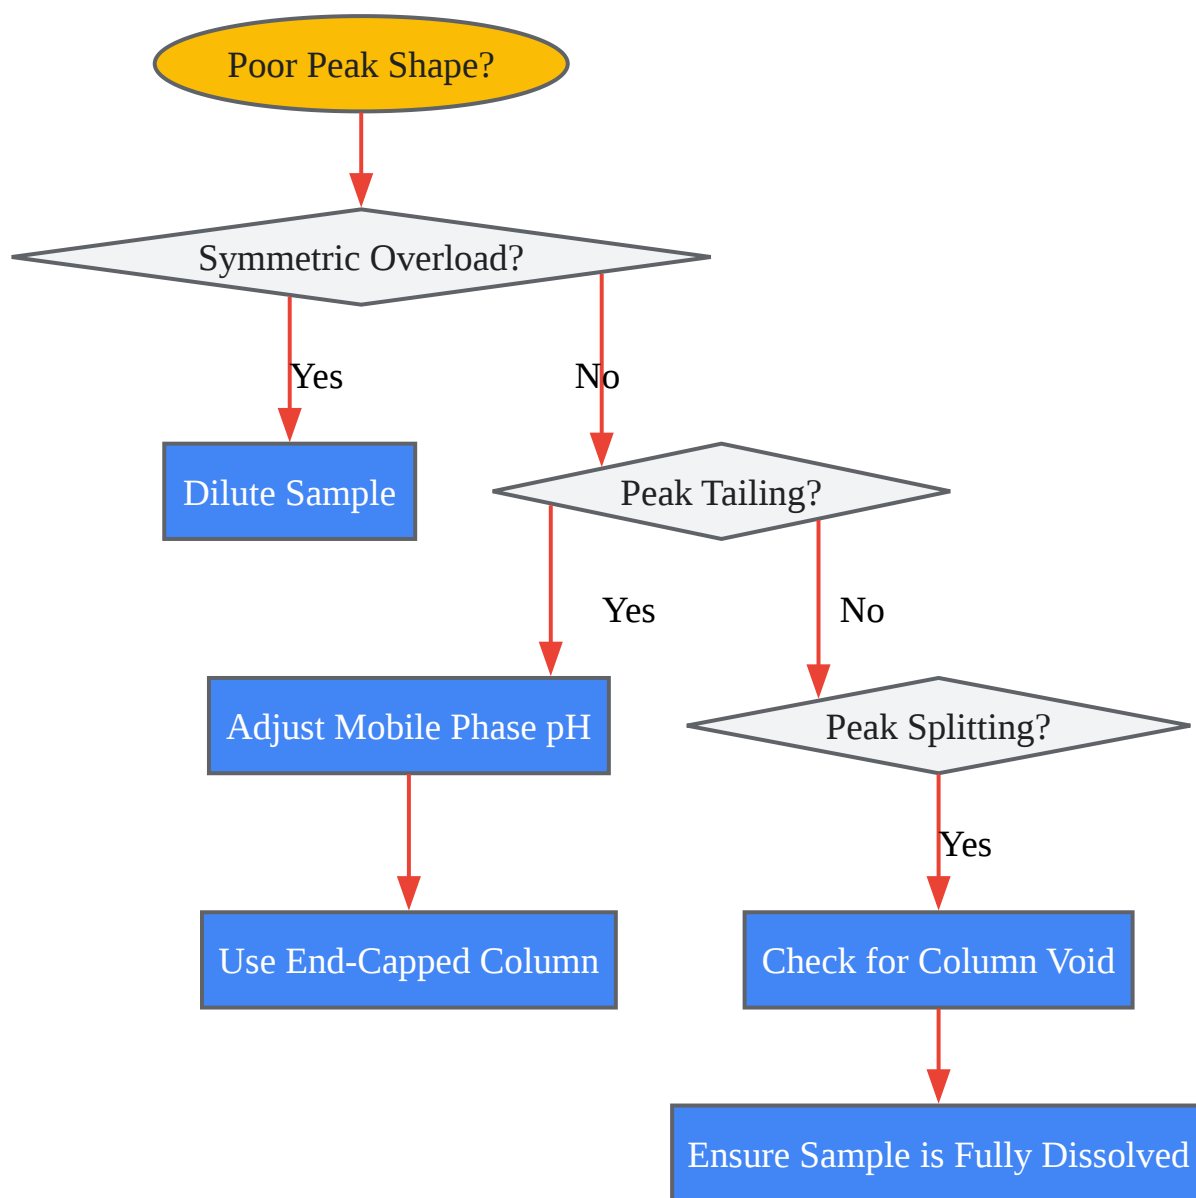 Poor Peak Shape?
Symmetric Overload?
Yes
No
Dilute Sample
Peak Tailing?
Yes
No
Adjust Mobile Phase pH
Peak Splitting?
Yes
Use End-Capped Column
Check for Column Void
Ensure Sample is Fully Dissolved